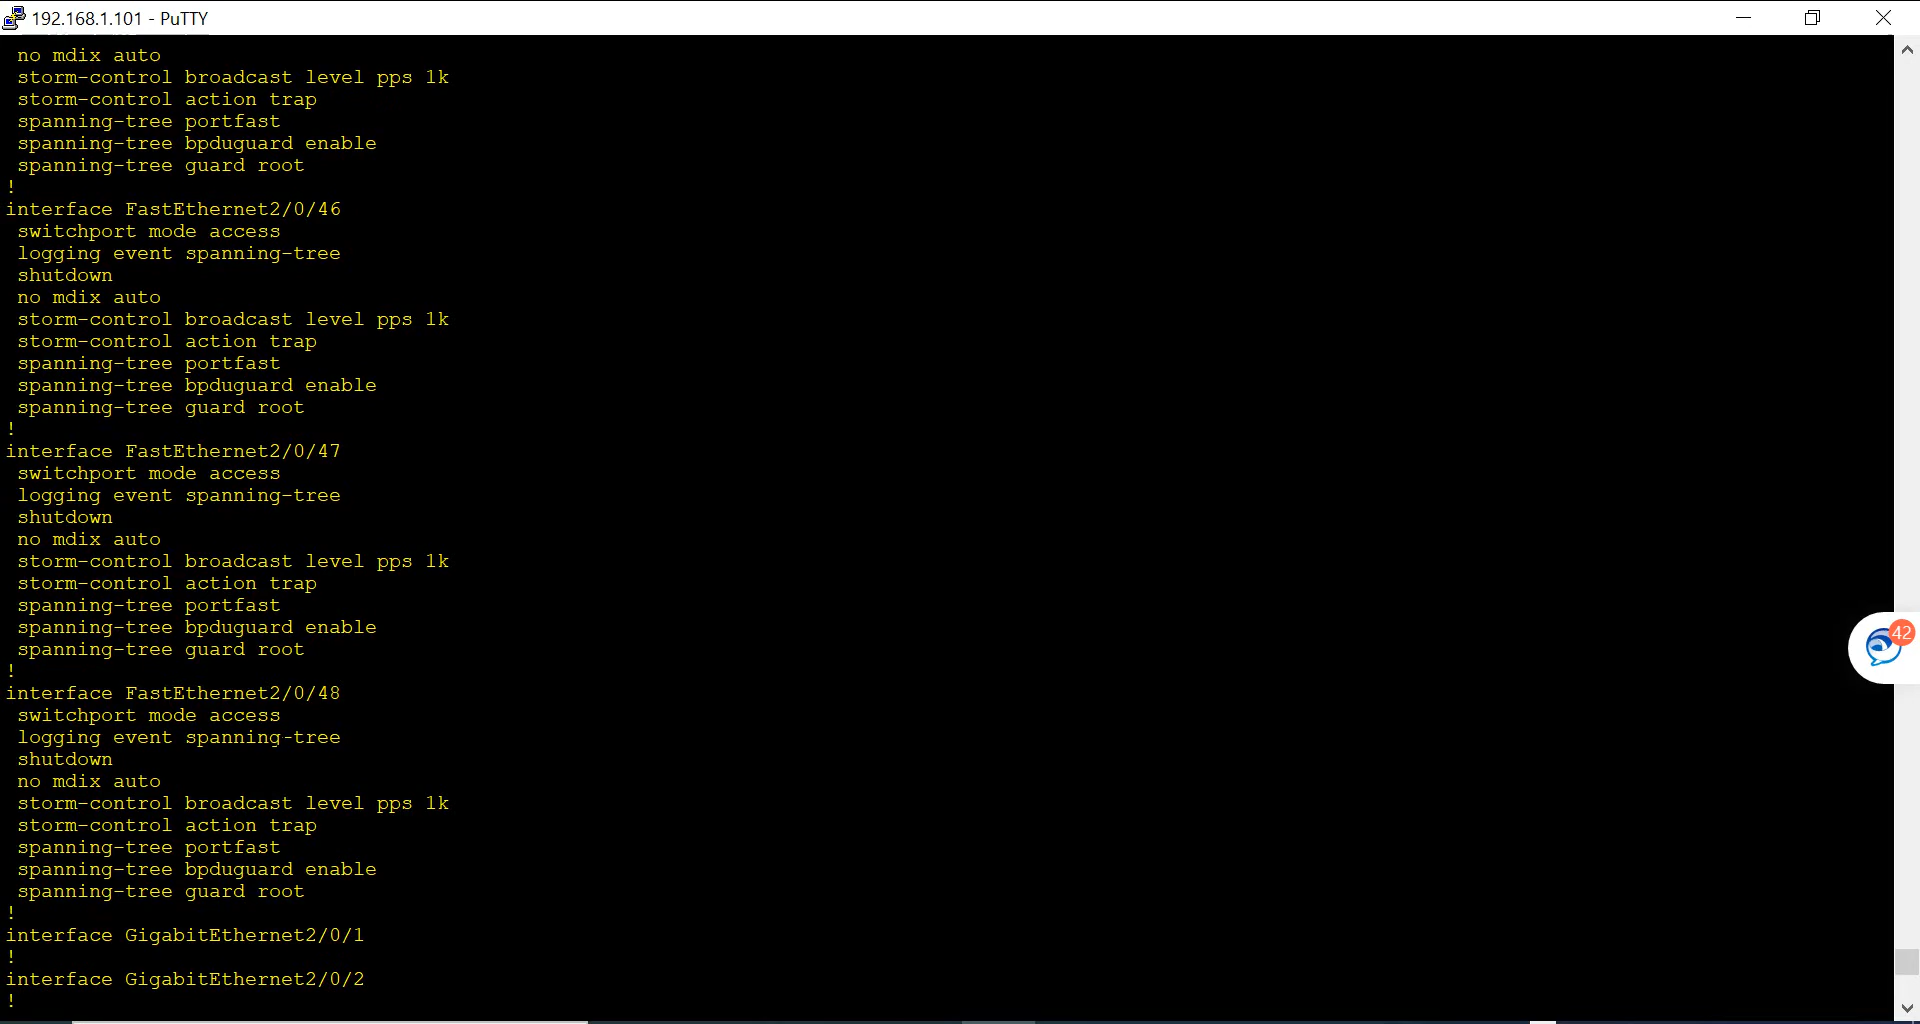 192.168.1.101 - PuTTY
no mdix auto
storm-control broadcast level pps 1k
storm-control action trap
spanning-tree portfast
spanning-tree bpduguard enable
spanning-tree guard root
!
interface FastEthernet2/0/46
switchport mode access
logging event spanning-tree
shutdown
no mdix auto
storm-control broadcast level pps 1k
storm-control action trap
spanning-tree portfast
spanning-tree bpduguard enable
spanning-tree guard root
!
interface FastEthernet2/0/47
switchport mode access
logging event spanning-tree
shutdown
no mdix auto
storm-control broadcast level pps 1k
storm-control action trap
spanning-tree portfast
spanning-tree bpduguard enable
spanning-tree guard root
!
interface FastEthernet2/0/48
switchport mode access
logging event spanning-tree
shutdown
no mdix auto
storm-control broadcast level pps 1k
storm-control action trap
spanning-tree portfast
spanning-tree bpduguard enable
spanning-tree guard root
!
interface GigabitEthernet2/0/1
!
interface GigabitEthernet2/0/2
!
42